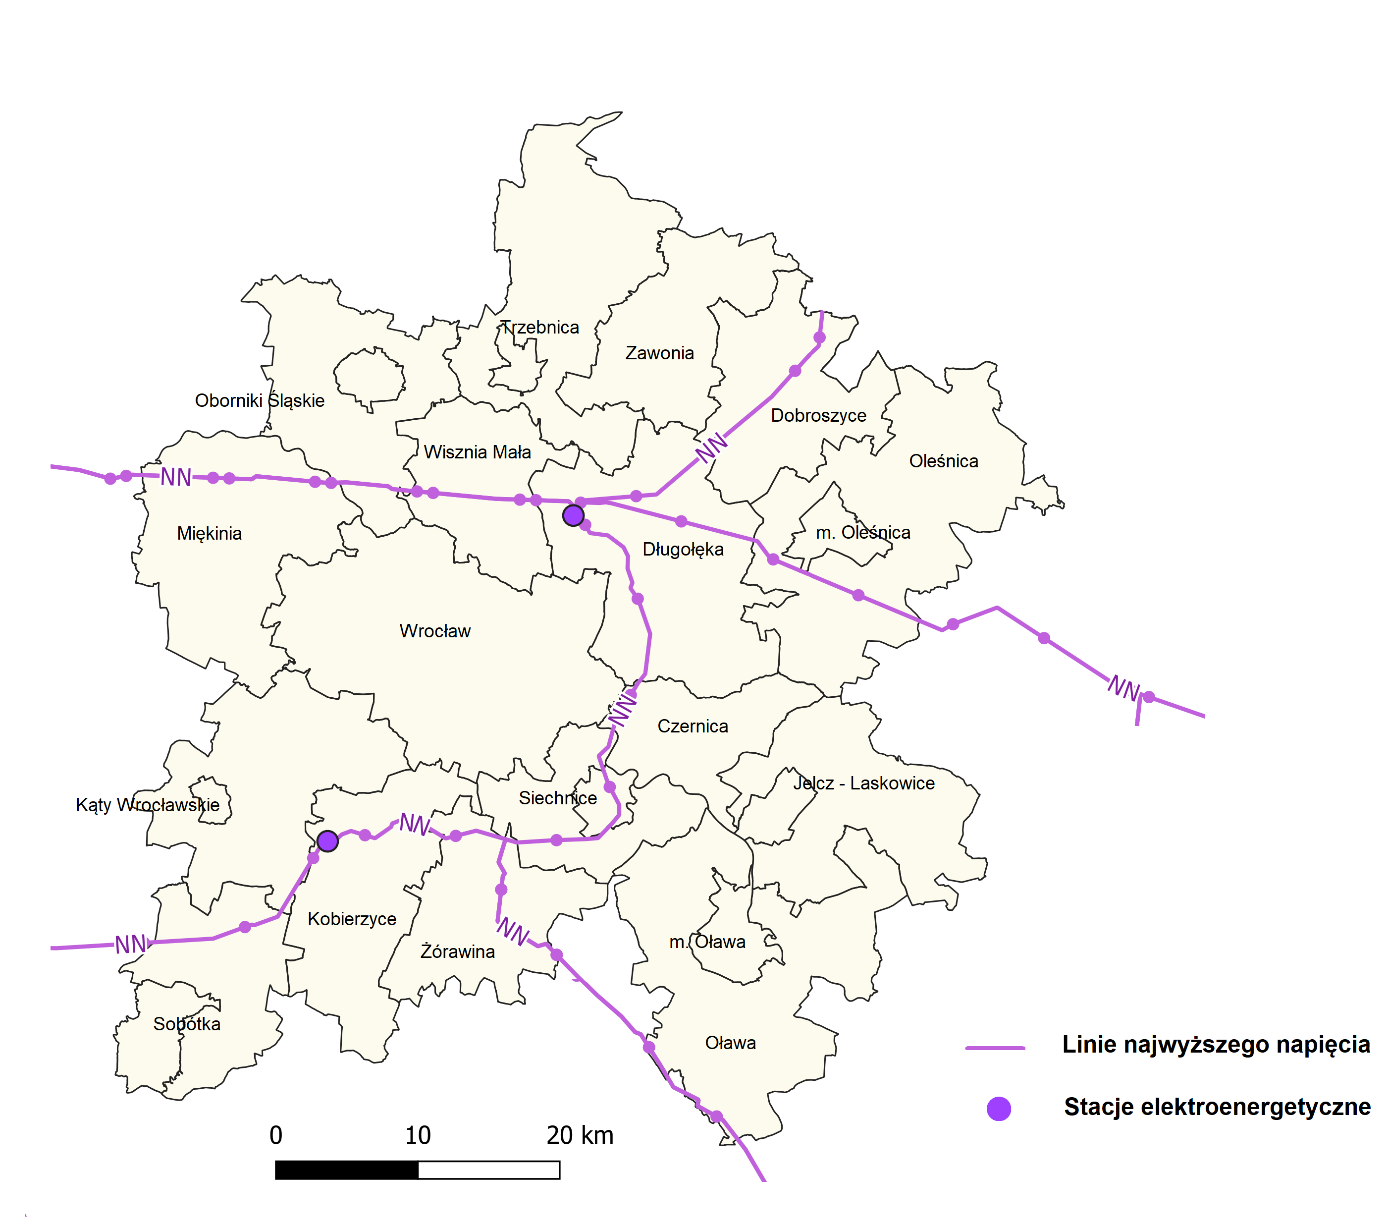 Trzebnica
Zawonia
Oborniki Śląskie
Dobroszyce
Wisznia Mała
NN
Oleśnica
NN
Miękinia
m. Oleśnica
Długołęka
Wrocław
NN
NN
Czernica
Jelcz - Laskowice
Siechnice
Kąty Wrocławskie
NN
Kobierzyce
NN
m. Oława
NN
Żórawina
Sobótka
Oława
Linie najwyższego napięcia
Stacje elektroenergetyczne
0 10 20 km